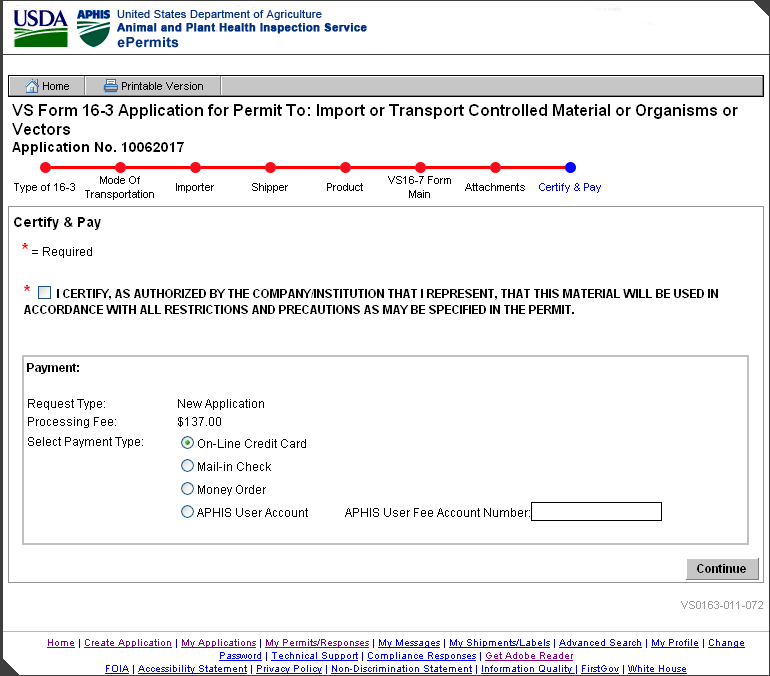 USDA APHIS United States Department of Agriculture
Animal and Plant Health Inspection Service
ePermits
Home Printable Version
VS Form 16-3 Application for Permit To: Import or Transport Controlled Material or Organisms or
Vectors
Application No. 10062017
Type of 16-3 Mode Of Transportation Importer Shipper Product VS16-7 Form Main Attachments Certify & Pay
Certify & Pay
* = Required
* I CERTIFY, AS AUTHORIZED BY THE COMPANY/INSTITUTION THAT I REPRESENT, THAT THIS MATERIAL WILL BE USED IN
ACCORDANCE WITH ALL RESTRICTIONS AND PRECAUTIONS AS MAY BE SPECIFIED IN THE PERMIT.
Payment:
Request Type: New Application
Processing Fee: $137.00
Select Payment Type: On-Line Credit Card
Mail-in Check
Money Order
APHIS User Account APHIS User Fee Account Number:
Continue
VS0163-011-072
Home | Create Application | My Applications | My Permits/Responses | My Messages | My Shipments/Labels | Advanced Search | My Profile | Change
Password | Technical Support | Compliance Responses | Get Adobe Reader
FOIA | Accessibility Statement | Privacy Policy | Non-Discrimination Statement | Information Quality | FirstGov | White House